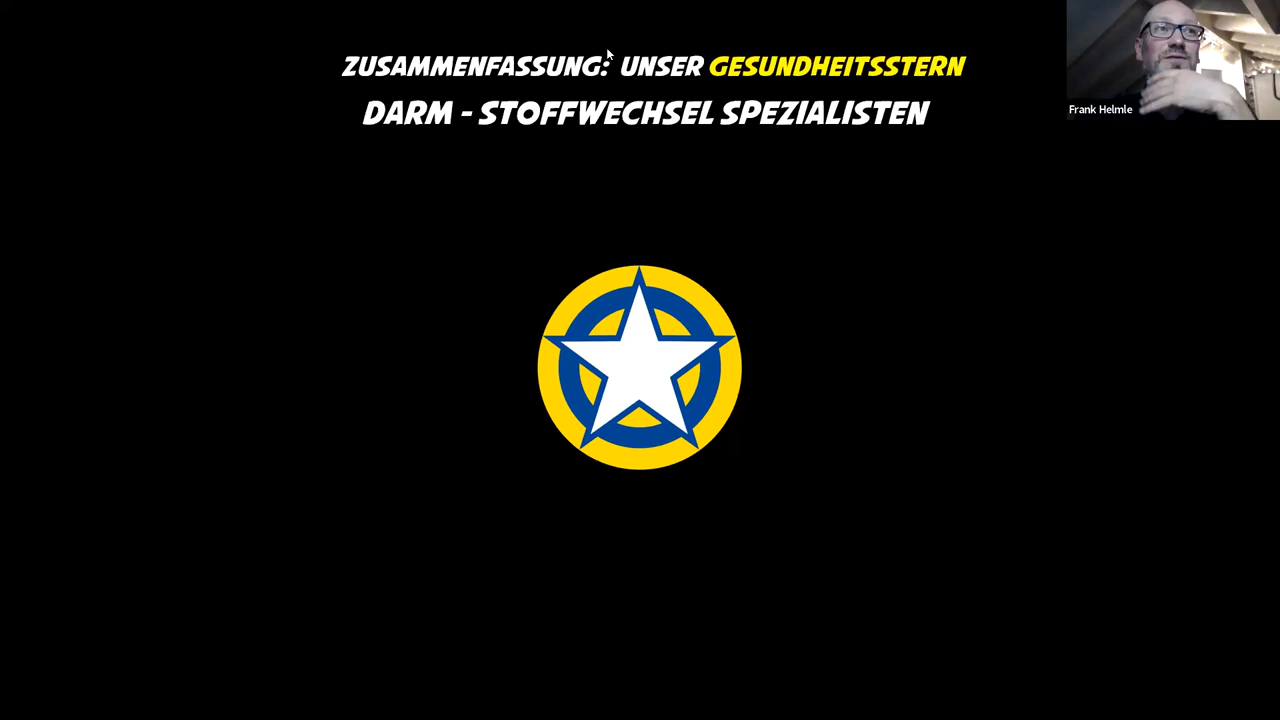 ZUSAMMENFASSUNG: UNSER GESUNDHEITSSTERN
DARM - STOFFWECHSEL SPEZIALISTEN
Frank Helmle